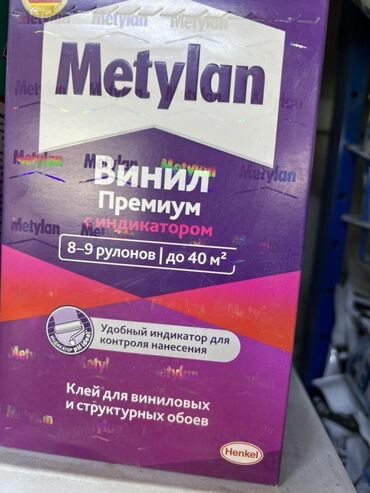 Metylan
Винил
Премиум
с индикатором
8–9 рулонов | до 40 м²
Удобный индикатор для
контроля нанесения
Клей для виниловых
и структурных обоев
Henkel